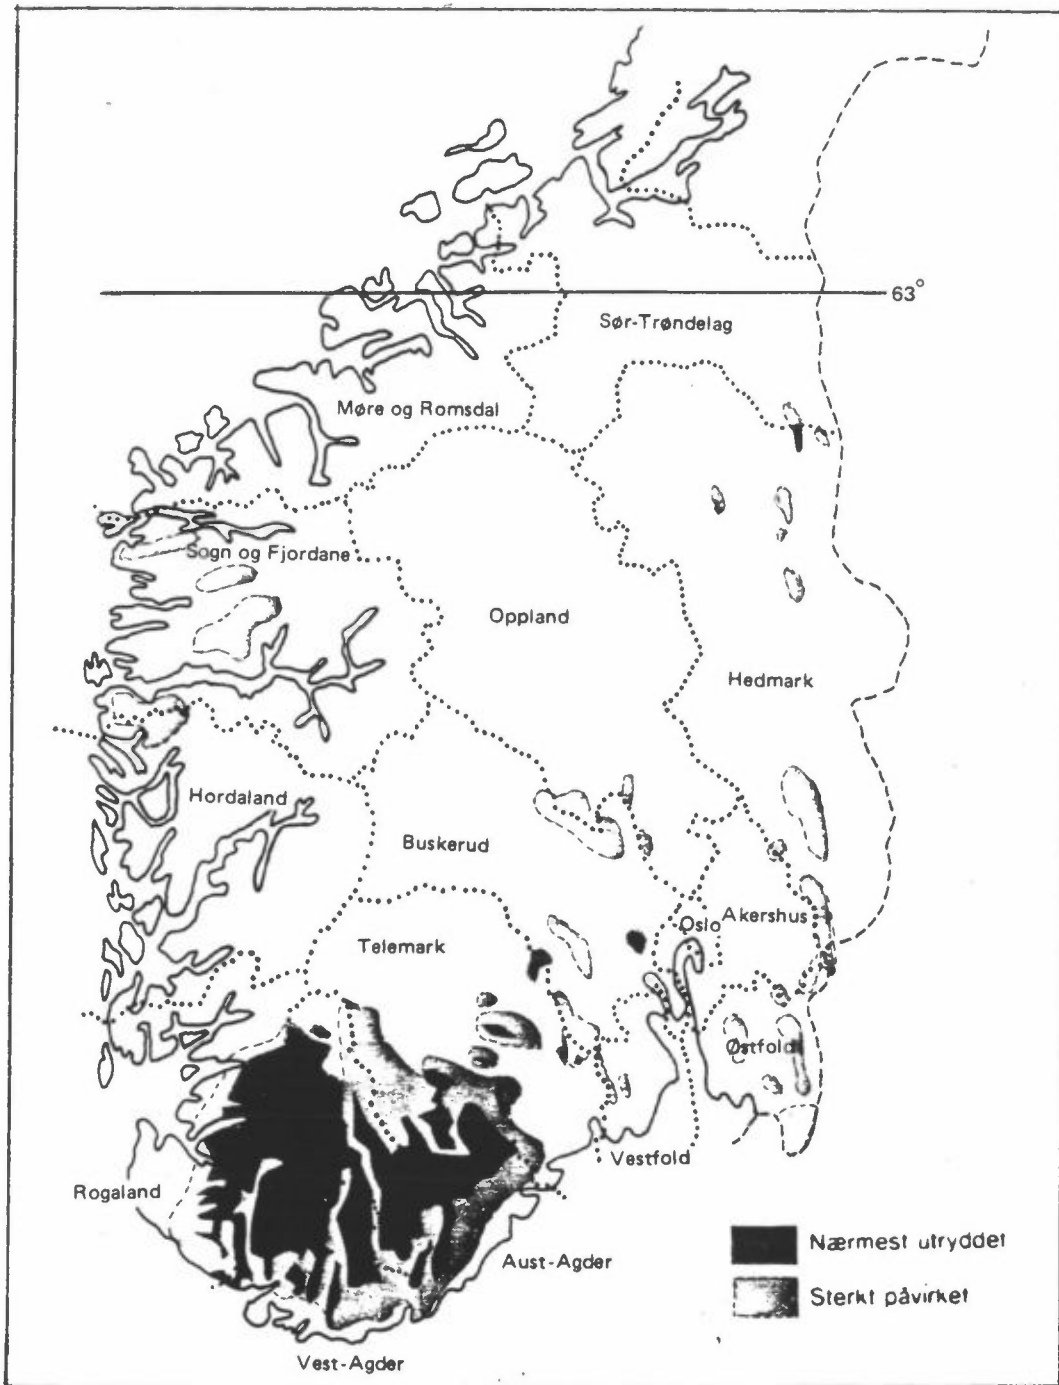 63°
Sør-Trøndelag
Møre og Romsdal
Sogn og Fjordane
Oppland
Hedmark
Hordaland
Buskerud
Akershus
Oslo
Telemark
Østfold
Vestfold
Rogaland
Aust-Agder
Vest-Agder
Nærmest utryddet
Sterkt påvirket